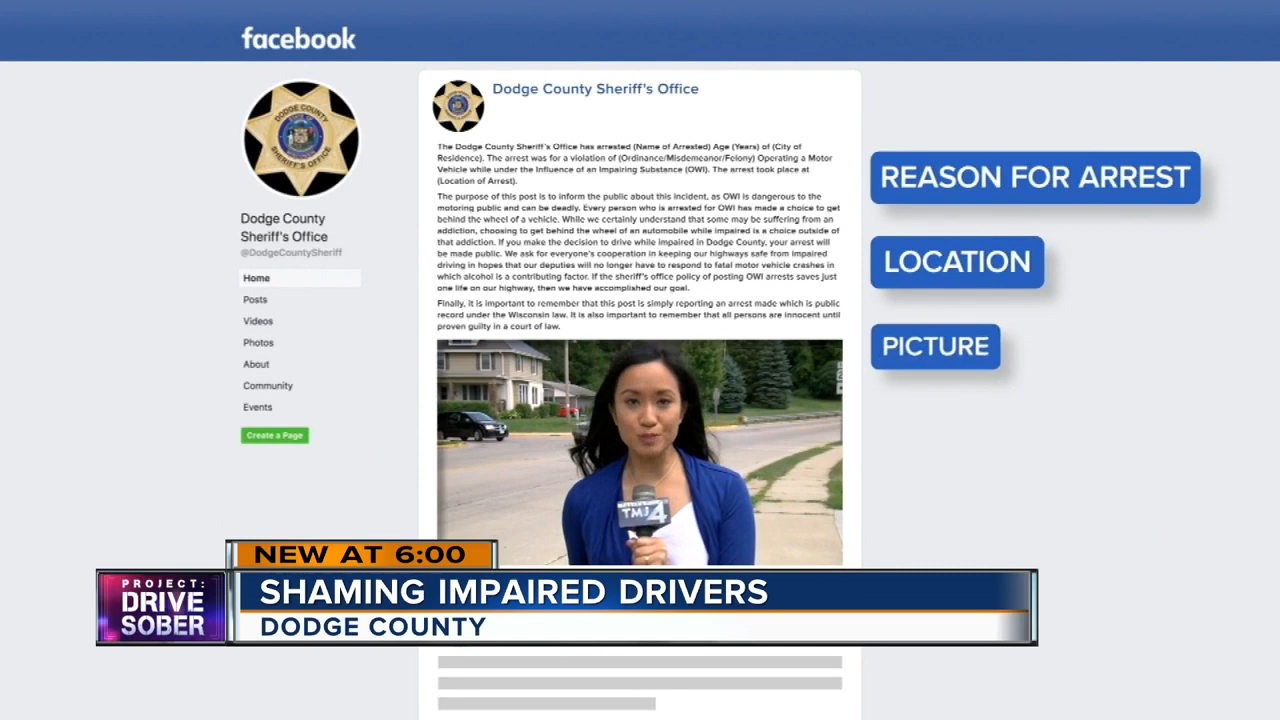 facebook
DODGE COUNTY
SHERIFF'S OFFICE
Dodge County
Sheriff's Office
@DodgeCountySheriff
Home
Posts
Videos
Photos
About
Community
Events
Create a Page
Dodge County Sheriff's Office
The Dodge County Sheriff's Office has arrested (Name of Arrested) Age (Years) of (City of
Residence). The arrest was for a violation of (Ordinance/Misdemeanor/Felony) Operating a Motor
Vehicle while under the Influence of an Impairing Substance (OWI). The arrest took place at
(Location of Arrest).
The purpose of this post is to inform the public about this incident, as OWI is dangerous to the
motoring public and can be deadly. Every person who is arrested for OWI has made a choice to get
behind the wheel of a vehicle. While we certainly understand that some may be suffering from an
addiction, choosing to get behind the wheel of an automobile while impaired is a choice outside of
that addiction. If you make the decision to drive while impaired in Dodge County, your arrest will
be made public. We ask for everyone's cooperation in keeping our highways safe from impaired
driving in hopes that our deputies will no longer have to respond to fatal motor vehicle crashes in
which alcohol is a contributing factor. If the sheriff's office policy of posting OWI arrests saves just
one life on our highway, then we have accomplished our goal.
Finally, it is important to remember that this post is simply reporting an arrest made which is public
record under the Wisconsin law. It is also important to remember that all persons are innocent until
proven guilty in a court of law.
TMJ4
REASON FOR ARREST
LOCATION
PICTURE
NEW AT 6:00
PROJECT:
DRIVE
SOBER
SHAMING IMPAIRED DRIVERS
DODGE COUNTY